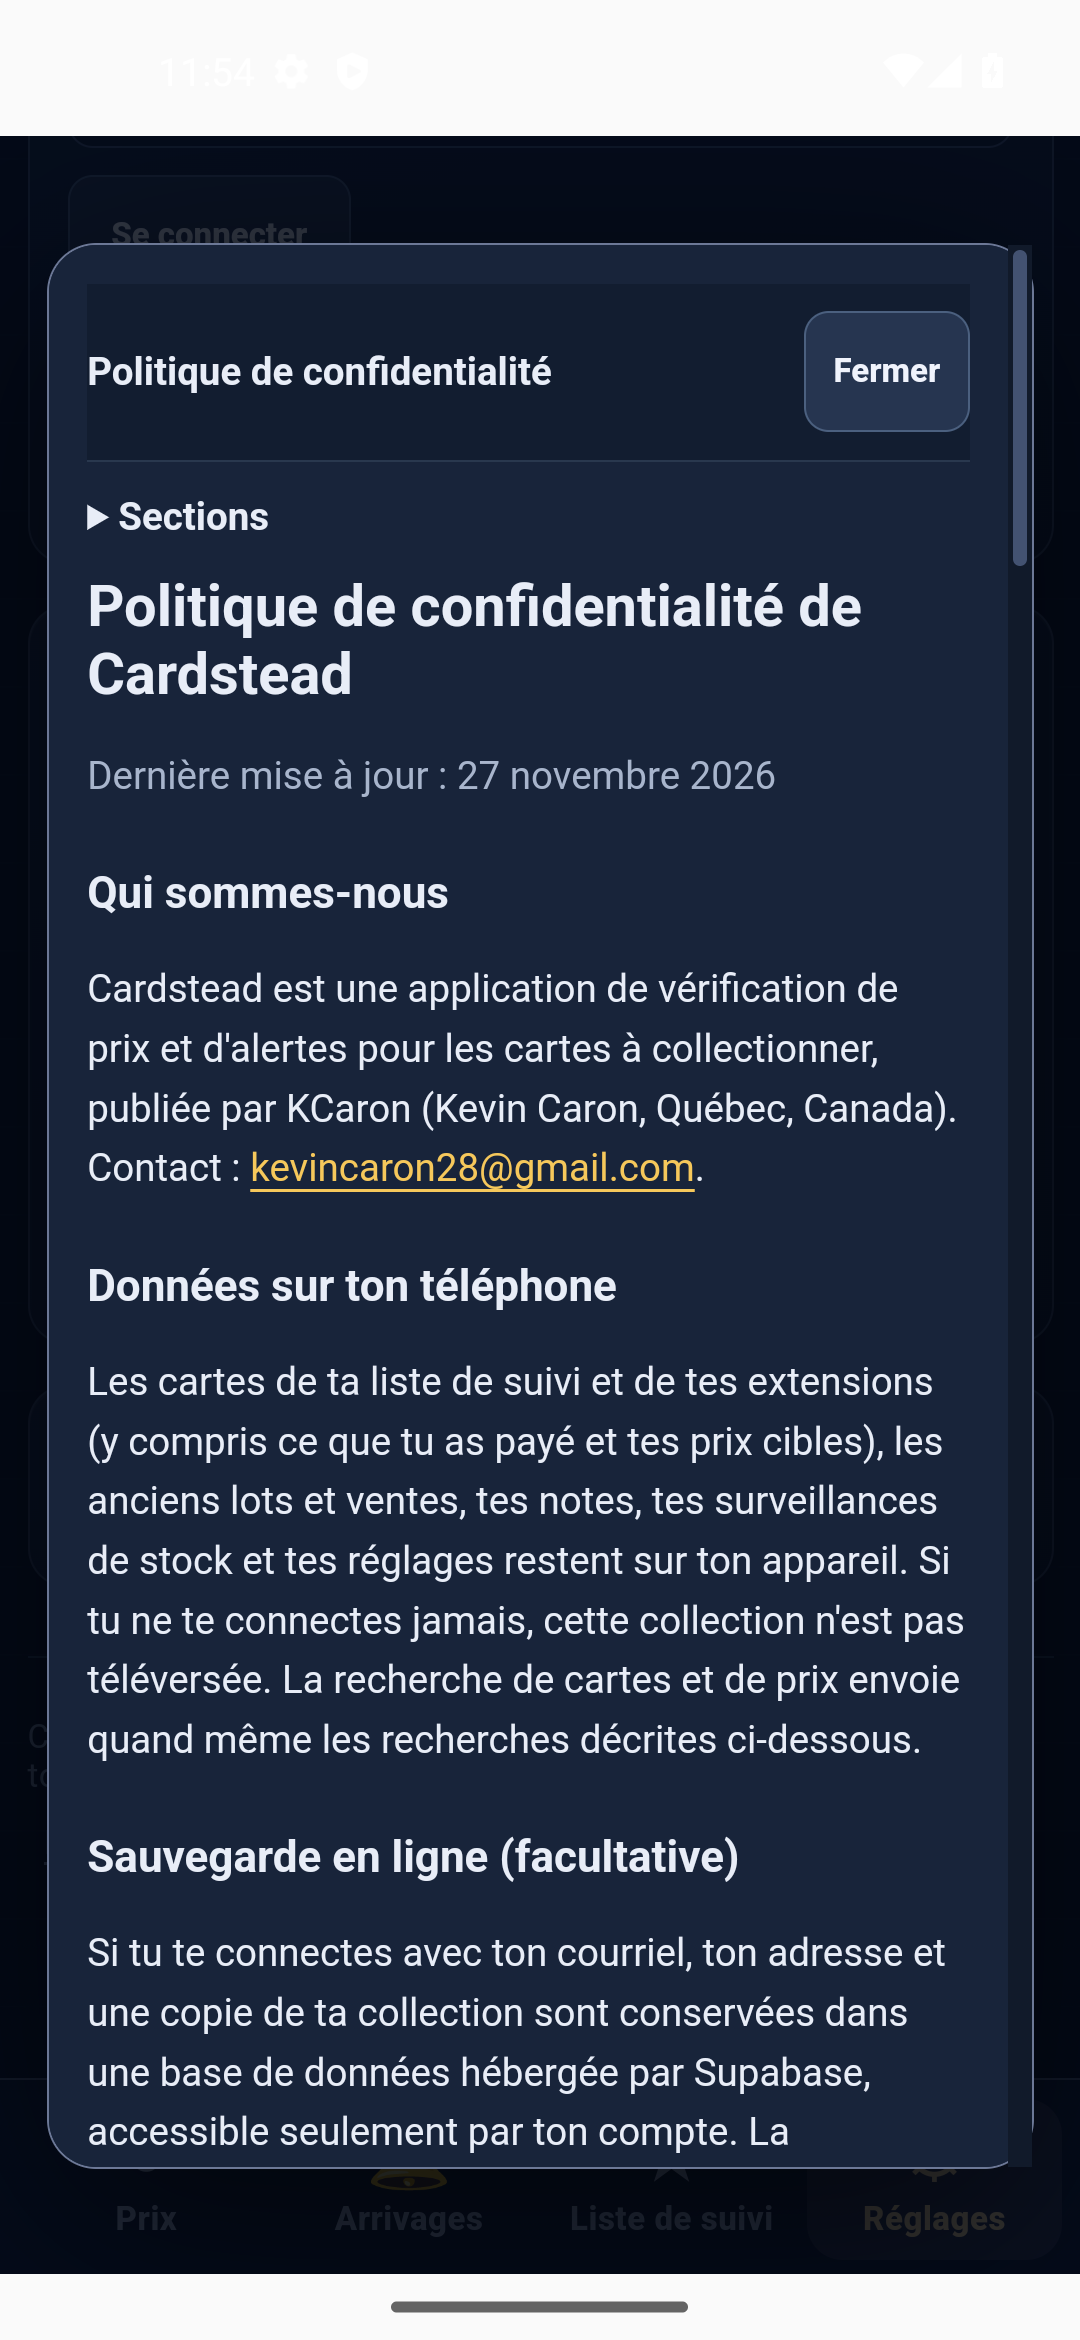 11:54
Se connecter
Politique de confidentialité
Fermer
▶ Sections
Politique de confidentialité de
Cardstead
Dernière mise à jour : 27 novembre 2026
Qui sommes-nous
Cardstead est une application de vérification de
prix et d'alertes pour les cartes à collectionner,
publiée par KCaron (Kevin Caron, Québec, Canada).
Contact : kevincaron28@gmail.com.
Données sur ton téléphone
Les cartes de ta liste de suivi et de tes extensions
(y compris ce que tu as payé et tes prix cibles), les
anciens lots et ventes, tes notes, tes surveillances
de stock et tes réglages restent sur ton appareil. Si
tu ne te connectes jamais, cette collection n'est pas
téléversée. La recherche de cartes et de prix envoie
quand même les recherches décrites ci-dessous.
Sauvegarde en ligne (facultative)
Si tu te connectes avec ton courriel, ton adresse et
une copie de ta collection sont conservées dans
une base de données hébergée par Supabase,
accessible seulement par ton compte. La
Prix
Arrivages
Liste de suivi
Réglages